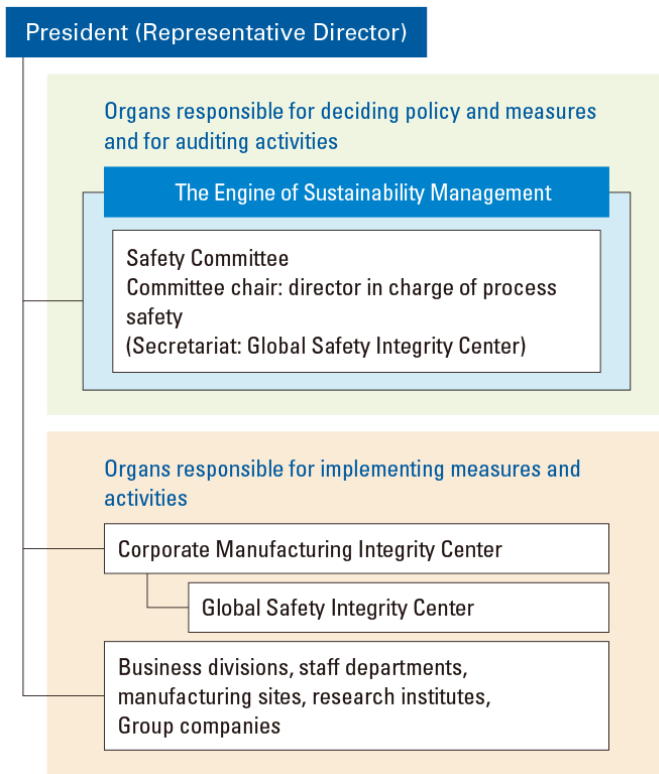 President (Representative Director)
Organs responsible for deciding policy and measures
and for auditing activities
The Engine of Sustainability Management
Safety Committee
Committee chair: director in charge of process
safety
(Secretariat: Global Safety Integrity Center)
Organs responsible for implementing measures and
activities
Corporate Manufacturing Integrity Center
Global Safety Integrity Center
Business divisions, staff departments,
manufacturing sites, research institutes,
Group companies